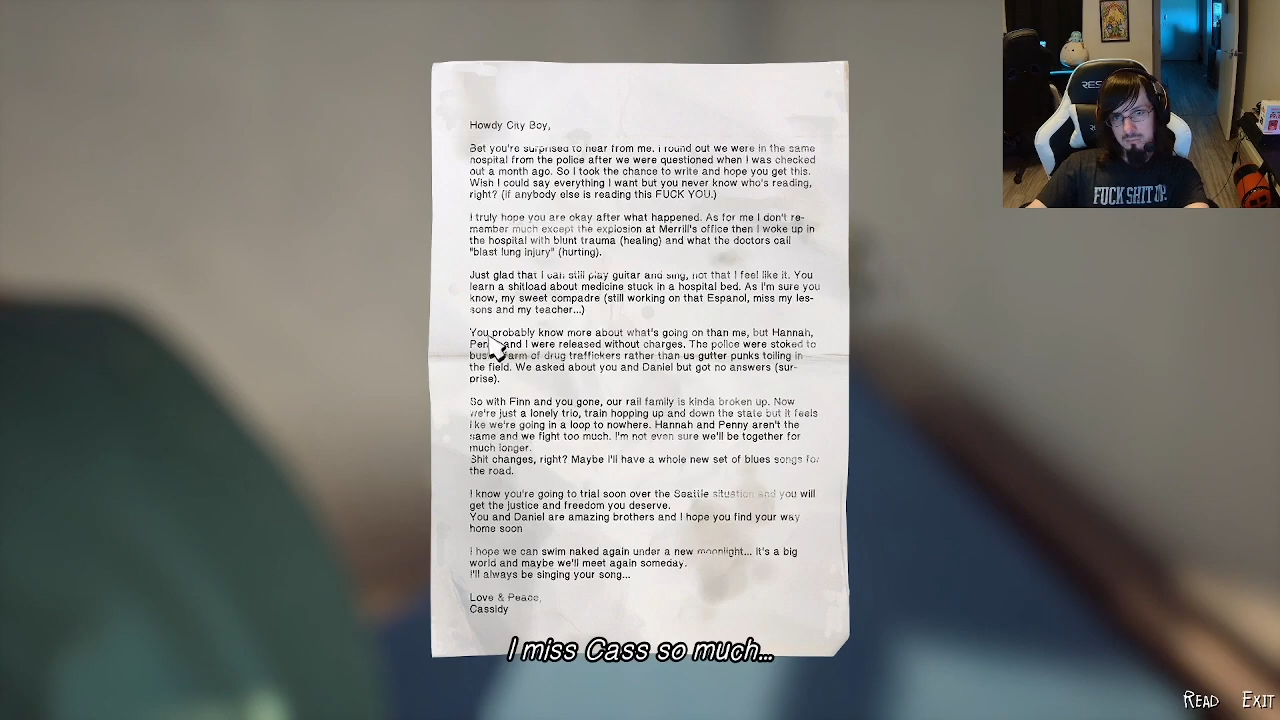 Howdy City Boy,
Bet you're surprised to hear from me. I found out we were in the same
hospital from the police after we were questioned when I was checked
out a month ago. So I took the chance to write and hope you get this.
Wish I could say everything I want but you never know who's reading,
right? (if anybody else is reading this FUCK YOU.)
I truly hope you are okay after what happened. As for me I don't re-
member much except the explosion at Merrill's office then I woke up in
the hospital with blunt trauma (healing) and what the doctors call
"blast lung injury" (hurting).
Just glad that I can still play guitar and sing, not that I feel like it. You
learn a shitload about medicine stuck in a hospital bed. As I'm sure you
know, my sweet compadre (still working on that Espanol, miss my les-
sons and my teacher...)
You probably know more about what's going on than me, but Hannah,
and I were released without charges. The police were stoked to
farm of drug traffickers rather than us gutter punks toiling in
the field. We asked about you and Daniel but got no answers (sur-
prise).
So with Finn and you gone, our rail family is kinda broken up. Now
we're just a lonely trio, train hopping up and down the state but it feels
like we're going in a loop to nowhere. Hannah and Penny aren't the
same and we fight too much. I'm not even sure we'll be together for
much longer.
Shit changes, right? Maybe I'll have a whole new set of blues songs for
the road.
I know you're going to trial soon over the Seattle situation and you will
get the justice and freedom you deserve.
You and Daniel are amazing brothers and I hope you find your way
home soon
I hope we can swim naked again under a new moonlight... It's a big
world and maybe we'll meet again someday.
I'll always be singing your song...
Love & Peace,
Cassidy
I miss Cass so much...
READ EXIT
FUCK SHIT UP.